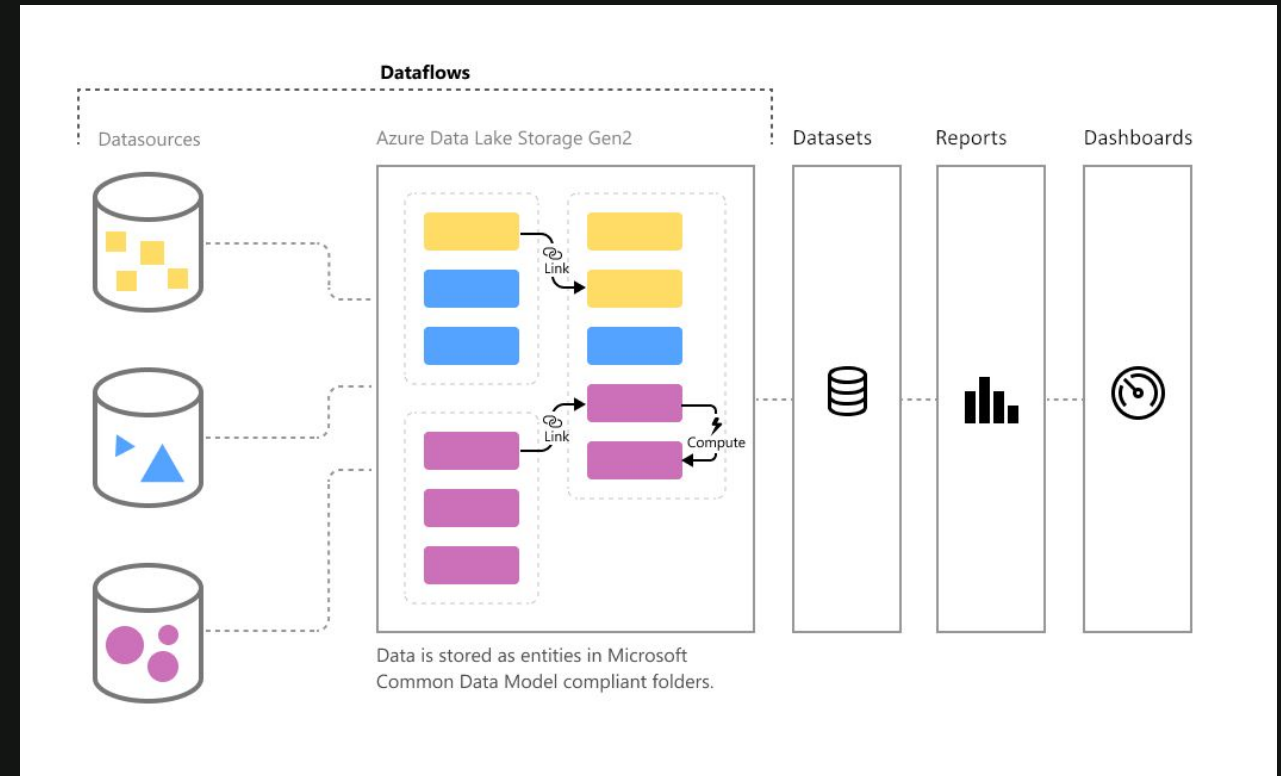 Dataflows
Datasources
Azure Data Lake Storage Gen2
Datasets
Reports
Dashboards
Link
Link
Compute
Data is stored as entities in Microsoft
Common Data Model compliant folders.